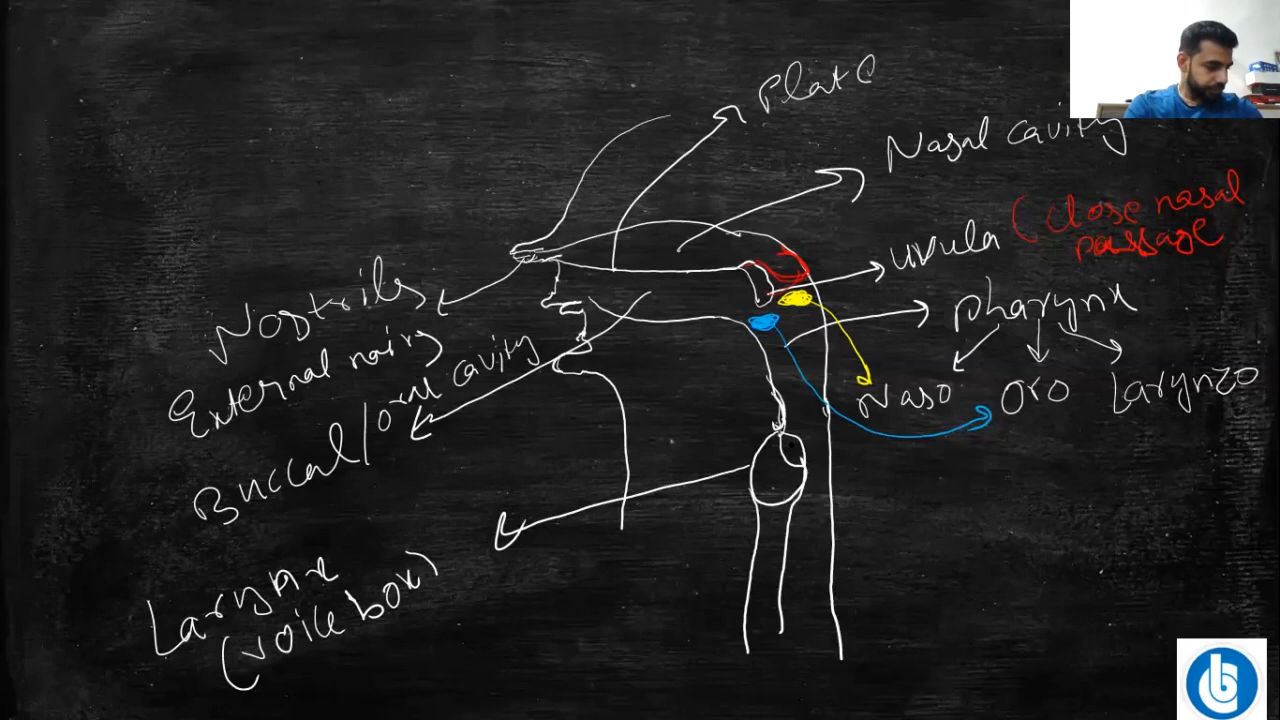 Plate
Nasal cavity
(Close nasal
passage
uvula
Nostrils
External nairs
pharynx
Buccal/oral cavity
Naso
Oro
Larynzo
Larynx
(voice box)